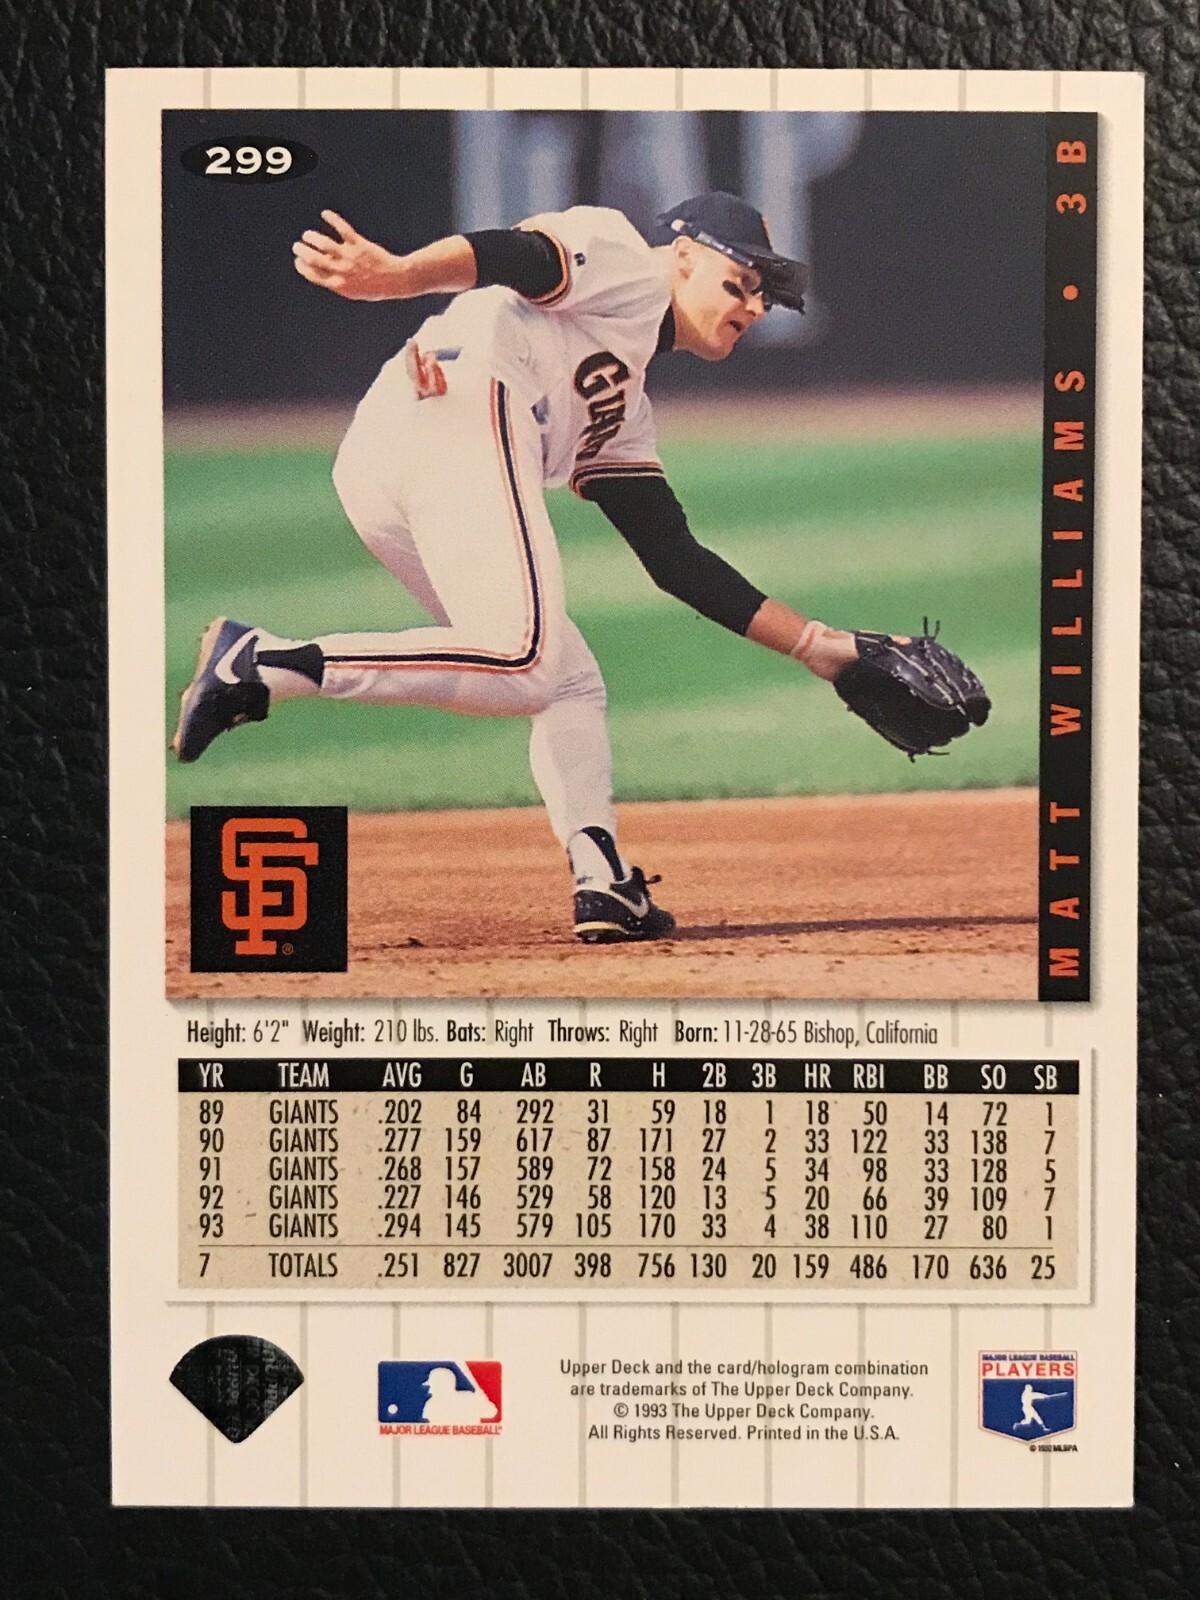 299
MATT WILLIAMS • 3B
GIANTS
SF
®
Height: 6'2" Weight: 210 lbs. Bats: Right Throws: Right Born: 11-28-65 Bishop, California
YR TEAM AVG G AB R H 2B 3B HR RBI BB SO SB
89 GIANTS .202 84 292 31 59 18 1 18 50 14 72 1
90 GIANTS .277 159 617 87 171 27 2 33 122 33 138 7
91 GIANTS .268 157 589 72 158 24 5 34 98 33 128 5
92 GIANTS .227 146 529 58 120 13 5 20 66 39 109 7
93 GIANTS .294 145 579 105 170 33 4 38 110 27 80 1
7 TOTALS .251 827 3007 398 756 130 20 159 486 170 636 25
MAJOR LEAGUE BASEBALL®
Upper Deck and the card/hologram combination
are trademarks of The Upper Deck Company.
© 1993 The Upper Deck Company.
All Rights Reserved. Printed in the U.S.A.
MAJOR LEAGUE BASEBALL
PLAYERS
© 1992 MLBPA